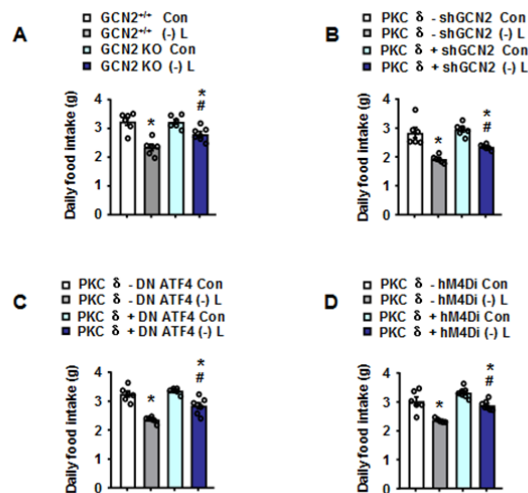 A
GCN2+/+ Con
GCN2+/+ (-) L
GCN2 KO Con
GCN2 KO (-) L
Daily food intake (g)
4
3
2
1
0
*
*
#
B
PKC δ - shGCN2 Con
PKC δ - shGCN2 (-) L
PKC δ + shGCN2 Con
PKC δ + shGCN2 (-) L
Daily food intake (g)
4
3
2
1
0
*
*
#
C
PKC δ - DN ATF4 Con
PKC δ - DN ATF4 (-) L
PKC δ + DN ATF4 Con
PKC δ + DN ATF4 (-) L
Daily food intake (g)
4
3
2
1
0
*
*
#
D
PKC δ - hM4Di Con
PKC δ - hM4Di (-) L
PKC δ + hM4Di Con
PKC δ + hM4Di (-) L
Daily food intake (g)
4
3
2
1
0
*
*
#